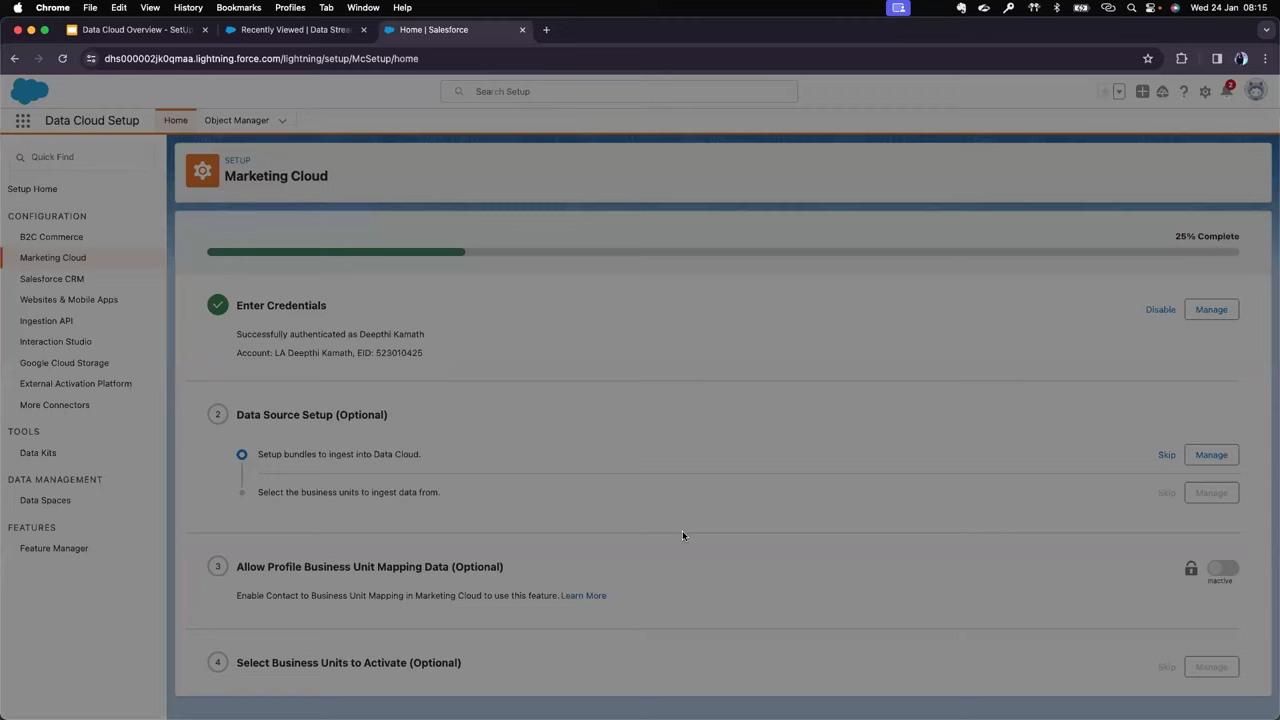 Chrome File Edit View History Bookmarks Profiles Tab Window Help Wed 24 Jan 08:15
Data Cloud Overview - SetU Recently Viewed | Data Stre Home | Salesforce
dhs000002jk0qmaa.lightning.force.com/lightning/setup/McSetup/home
Search Setup 2
Data Cloud Setup Home Object Manager
Quick Find
Setup Home
CONFIGURATION
B2C Commerce
Marketing Cloud
Salesforce CRM
Websites & Mobile Apps
Ingestion API
Interaction Studio
Google Cloud Storage
External Activation Platform
More Connectors
TOOLS
Data Kits
DATA MANAGEMENT
Data Spaces
FEATURES
Feature Manager
SETUP
Marketing Cloud
25% Complete
Enter Credentials
Disable Manage
Successfully authenticated as Deepthi Kamath
Account: LA Deepthi Kamath, EID: 523010425
2 Data Source Setup (Optional)
Setup bundles to ingest into Data Cloud. Skip Manage
Select the business units to ingest data from. Skip Manage
3 Allow Profile Business Unit Mapping Data (Optional)
Inactive
Enable Contact to Business Unit Mapping in Marketing Cloud to use this feature. Learn More
4 Select Business Units to Activate (Optional) Skip Manage